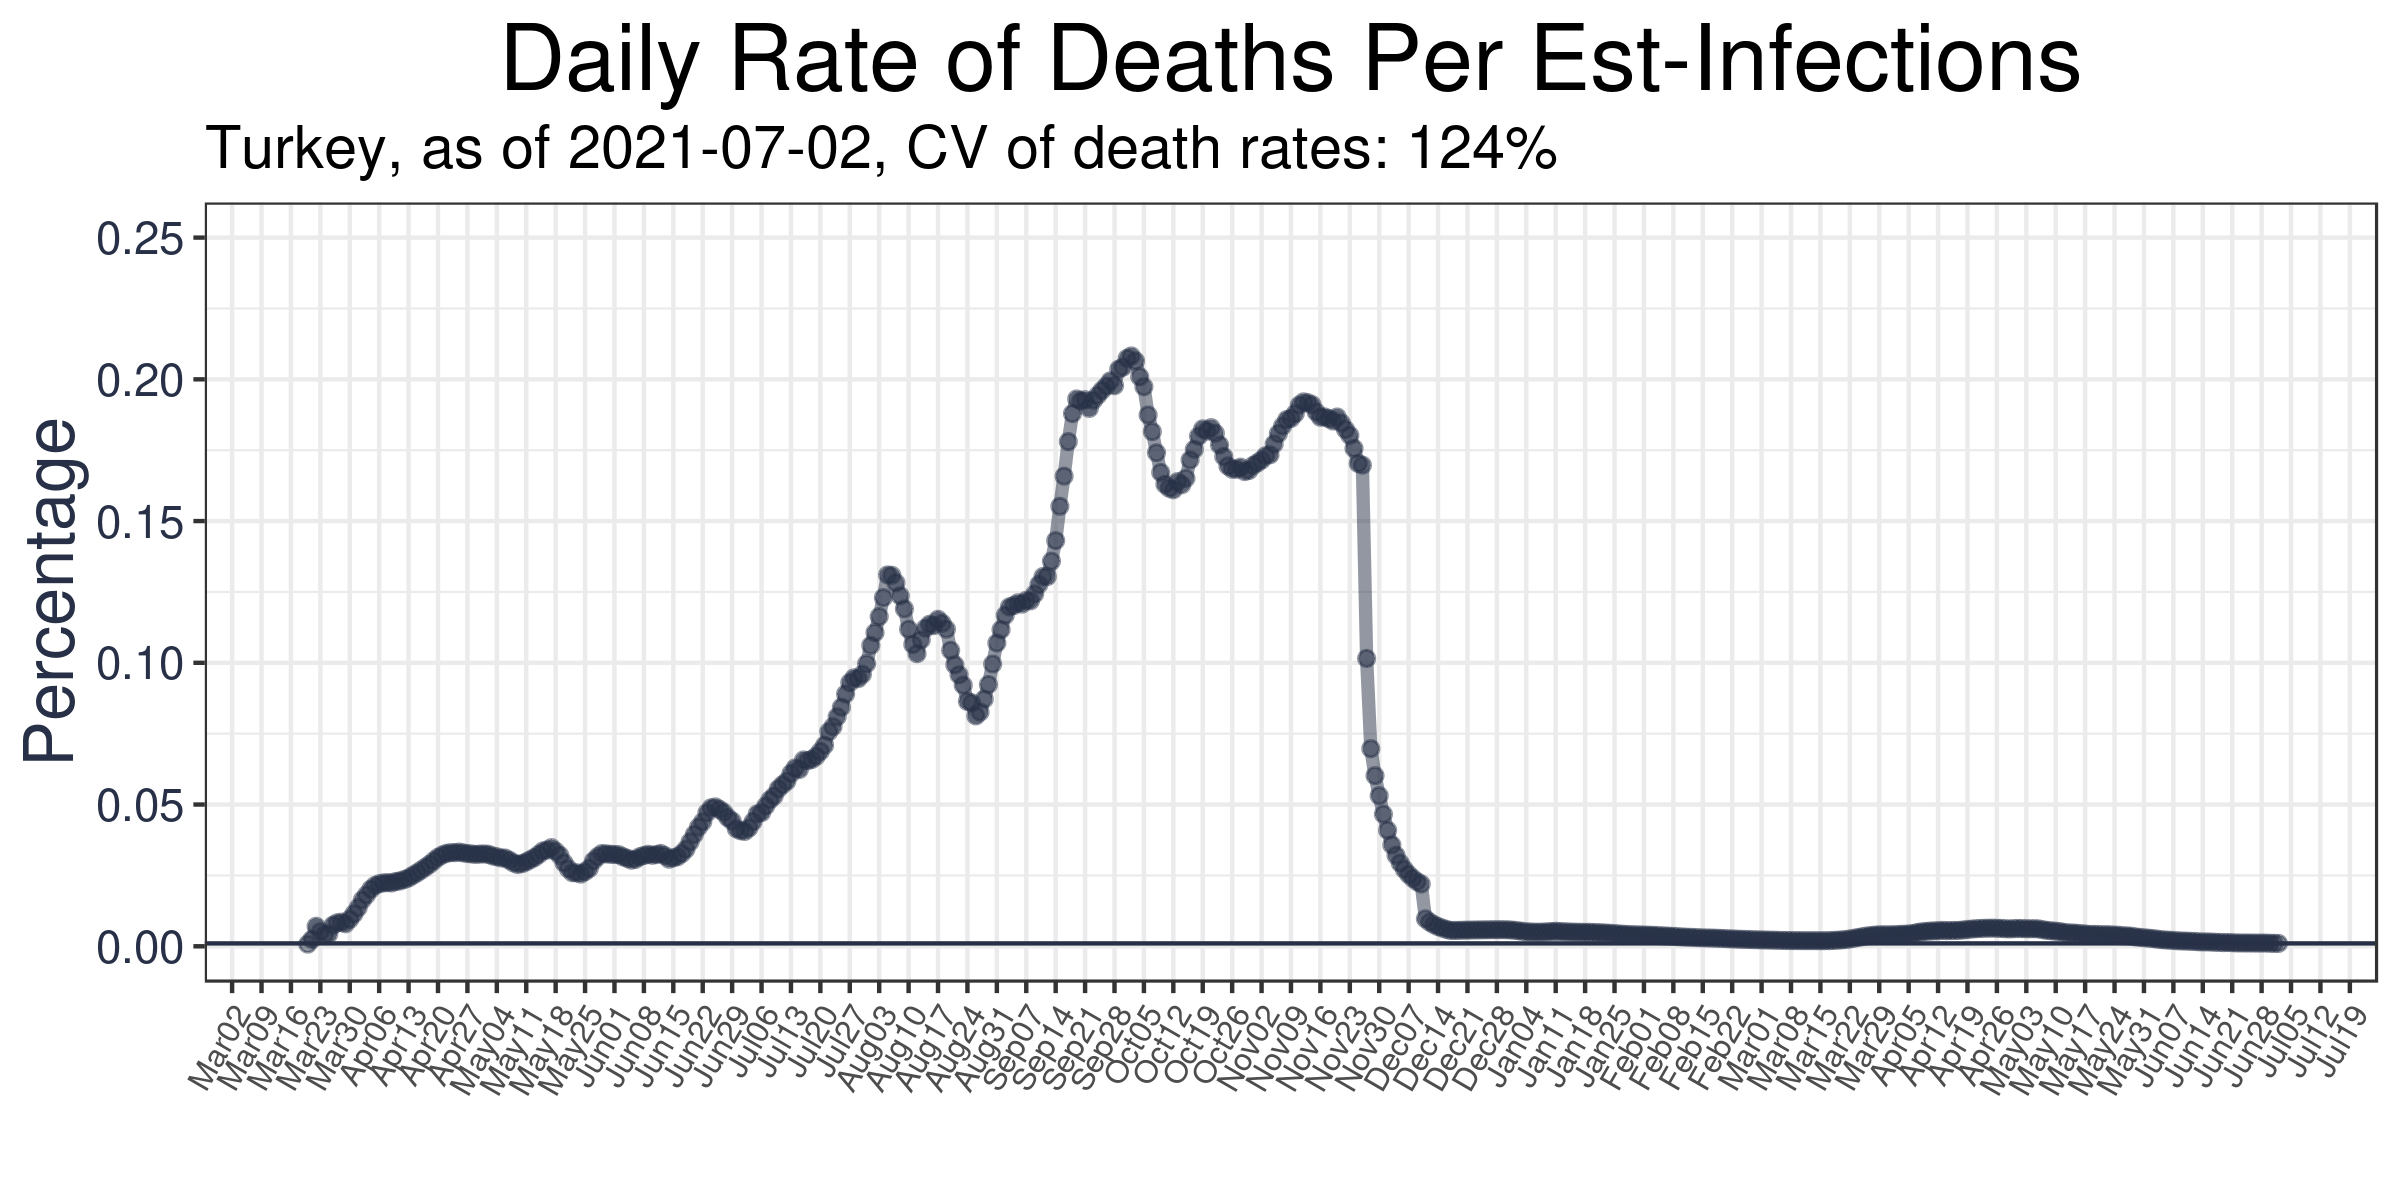 Daily Rate of Deaths Per Est-Infections
Turkey, as of 2021-07-02, CV of death rates: 124%
Percentage
0.25
0.20
0.15
0.10
0.05
0.00
Mar02
Mar09
Mar16
Mar23
Mar30
Apr06
Apr13
Apr20
Apr27
May04
May11
May18
May25
Jun01
Jun08
Jun15
Jun22
Jun29
Jul06
Jul13
Jul20
Jul27
Aug03
Aug10
Aug17
Aug24
Aug31
Sep07
Sep14
Sep21
Sep28
Oct05
Oct12
Oct19
Oct26
Nov02
Nov09
Nov16
Nov23
Nov30
Dec07
Dec14
Dec21
Dec28
Jan04
Jan11
Jan18
Jan25
Feb01
Feb08
Feb15
Feb22
Mar01
Mar08
Mar15
Mar22
Mar29
Apr05
Apr12
Apr19
Apr26
May03
May10
May17
May24
May31
Jun07
Jun14
Jun21
Jun28
Jul05
Jul12
Jul19